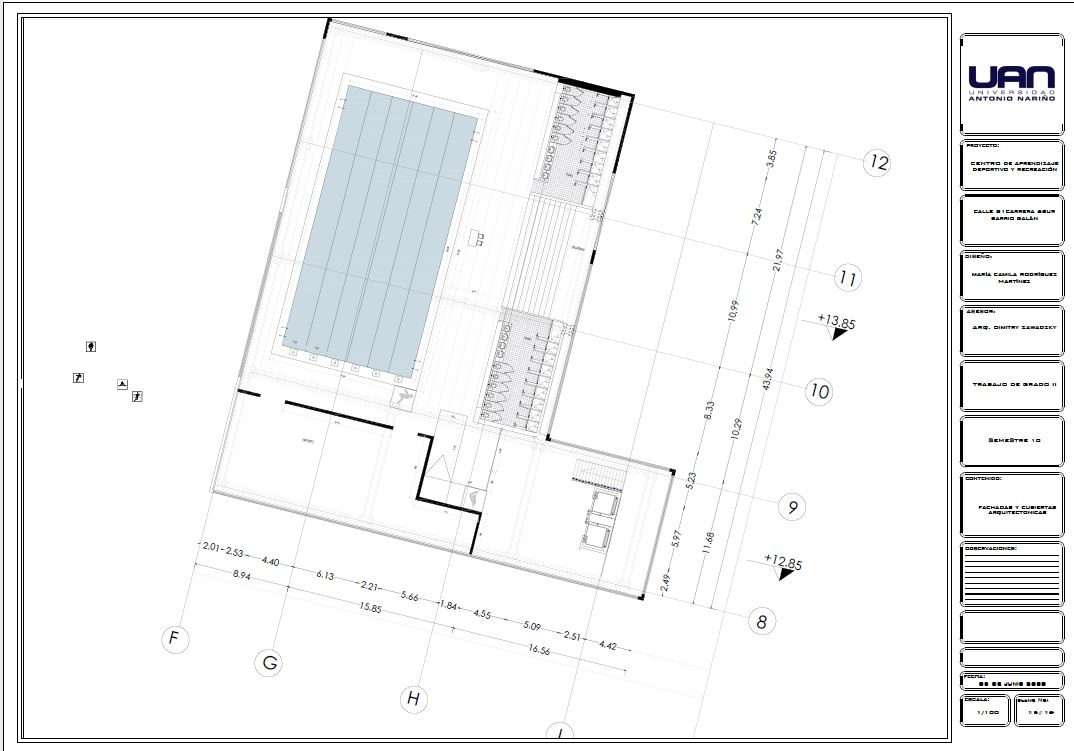 UAN
UNIVERSIDAD
ANTONIO NARIÑO
PROYECTO:
CENTRO DE APRENDIZAJE
DEPORTIVO Y RECREACIÓN
BARRIO GALÁN
DISEÑO:
MARÍA CAMILA RODRÍGUEZ
MARTÍNEZ
ASESOR:
ARQ. DIMITRY ZAWADZKY
TRABAJO DE GRADO II
SEMESTRE 10
CONTENIDO:
FACHADAS Y CUBIERTAS
ARQUITECTONICAS
OBSERVACIONES:
FECHA:
ESCALA:
1/100
12
11
10
9
8
+13.85
+12.85
3.85
7.24
21.97
10.99
43.94
8.33
10.29
5.23
5.97
11.68
2.49
2.01
2.53
4.40
6.13
2.21
5.66
1.84
4.55
5.09
2.51
4.42
8.94
15.85
16.56
F
G
H